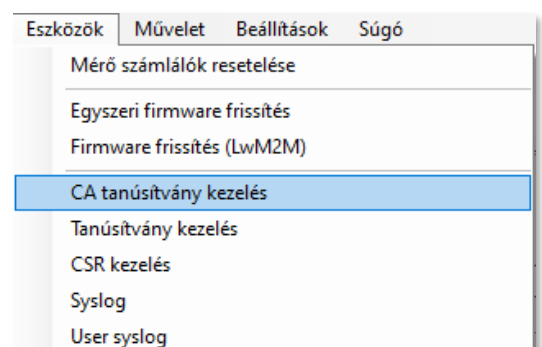 Eszközök Művelet Beállítások Súgó
Mérő számlálók resetelése
Egyszeri firmware frissítés
Firmware frissítés (LwM2M)
CA tanúsítvány kezelés
Tanúsítvány kezelés
CSR kezelés
Syslog
User syslog